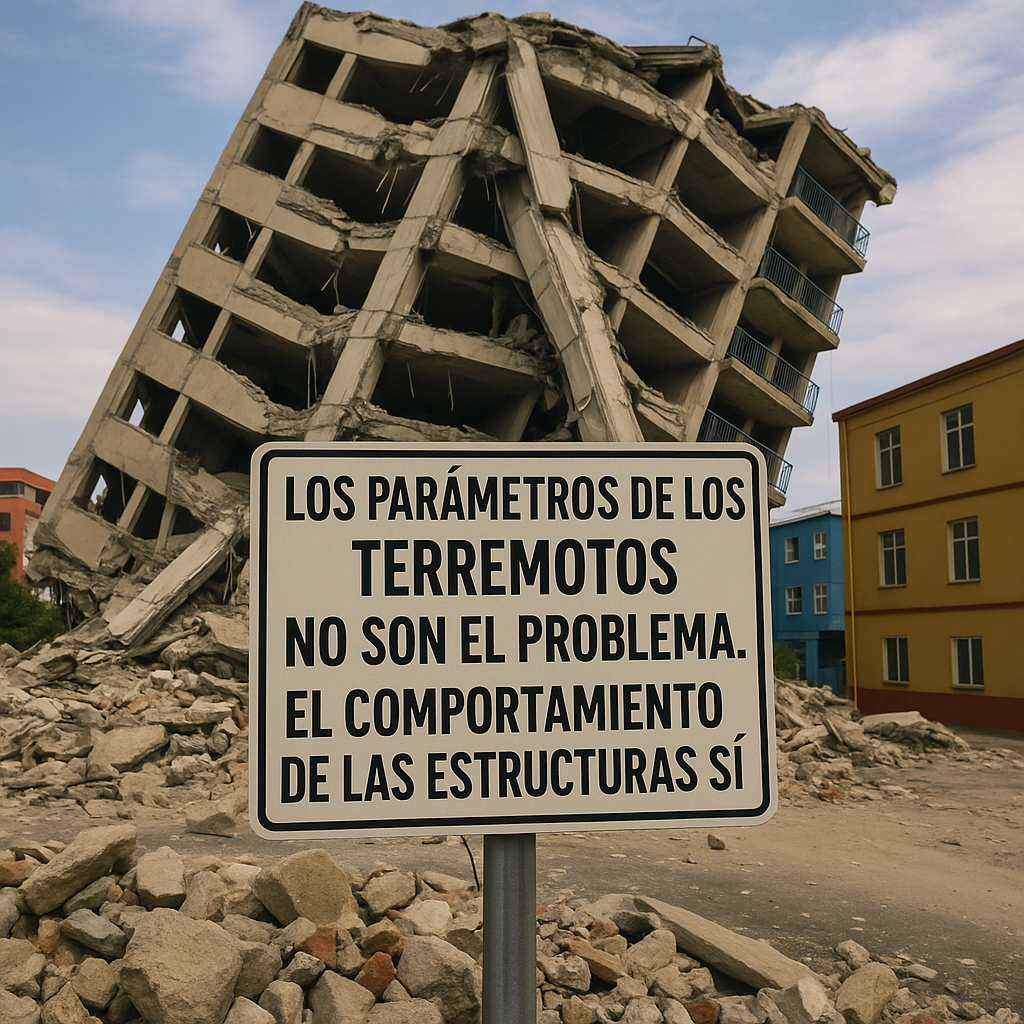 LOS PARÁMETROS DE LOS
TERREMOTOS
NO SON EL PROBLEMA.
EL COMPORTAMIENTO
DE LAS ESTRUCTURAS SÍ